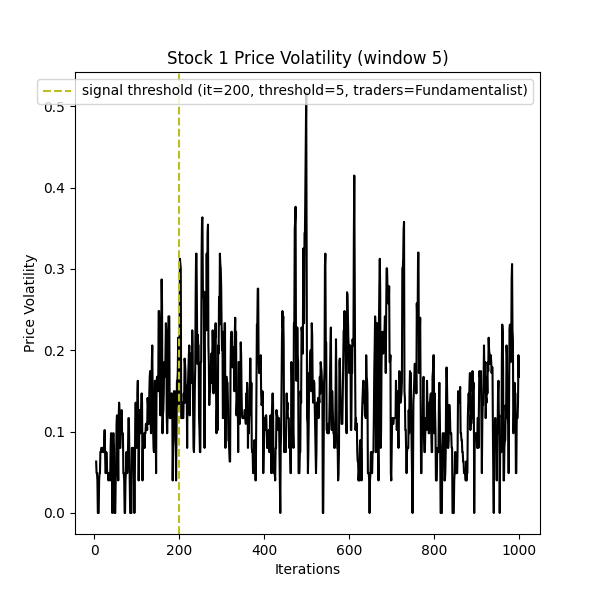 Stock 1 Price Volatility (window 5)
signal threshold (it=200, threshold=5, traders=Fundamentalist)
Price Volatility
0.5
0.4
0.3
0.2
0.1
0.0
0 200 400 600 800 1000
Iterations